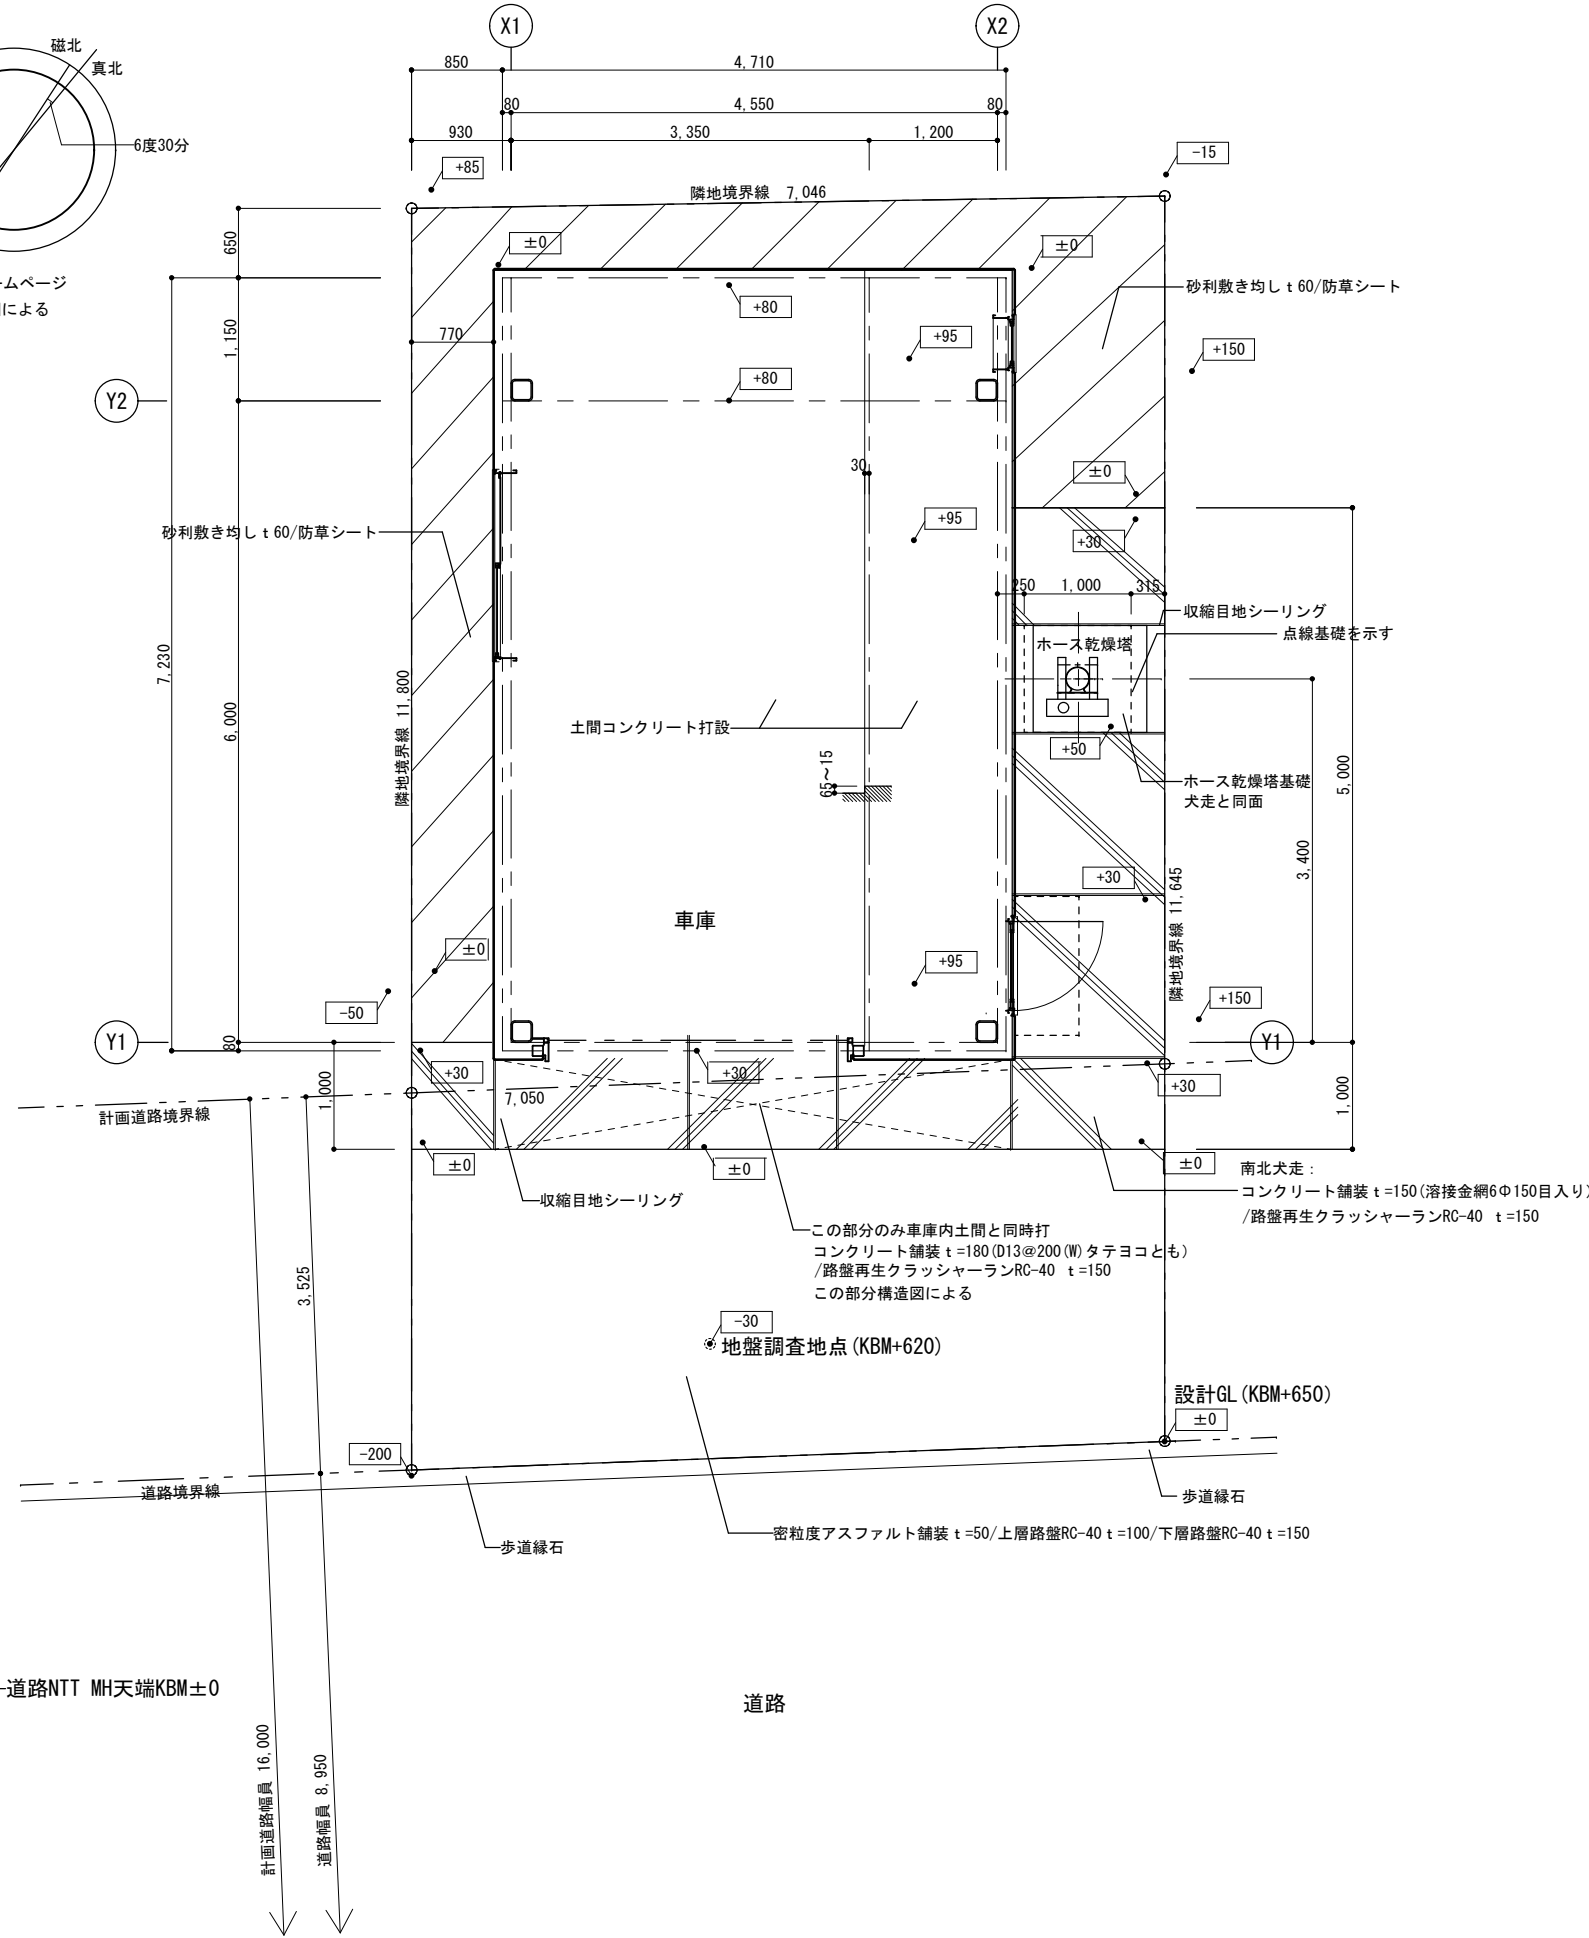 X1
X2
磁北
真北
6度30分
ームページ
による
850
4,710
80
4,550
80
930
3,350
1,200
+85
-15
隣地境界線 7,046
±0
±0
650
1,150
7,230
6,000
80
1,000
770
+80
+95
+80
砂利敷き均しｔ60/防草シート
+150
Y2
±0
30
+95
+30
砂利敷き均しｔ60/防草シート
250
1,000
315
収縮目地シーリング
点線基礎を示す
ホース乾燥塔
隣地境界線 11,800
土間コンクリート打設
65～15
+50
ホース乾燥塔基礎
犬走と同面
5,000
3,400
+30
隣地境界線 11,645
車庫
±0
+95
-50
+150
Y1
Y1
+30
+30
+30
7,050
1,000
計画道路境界線
±0
±0
±0
南北犬走：
コンクリート舗装ｔ=150(溶接金網6Φ150目入り)
/路盤再生クラッシャーランRC-40 ｔ=150
収縮目地シーリング
この部分のみ車庫内土間と同時打
コンクリート舗装ｔ=180(D13@200(W)タテヨコとも)
/路盤再生クラッシャーランRC-40 ｔ=150
この部分構造図による
3,525
-30
地盤調査地点(KBM+620)
設計GL(KBM+650)
±0
-200
道路境界線
歩道縁石
歩道縁石
密粒度アスファルト舗装ｔ=50/上層路盤RC-40ｔ=100/下層路盤RC-40ｔ=150
道路NTT MH天端KBM±0
道路
計画道路幅員 16,000
道路幅員 8,950